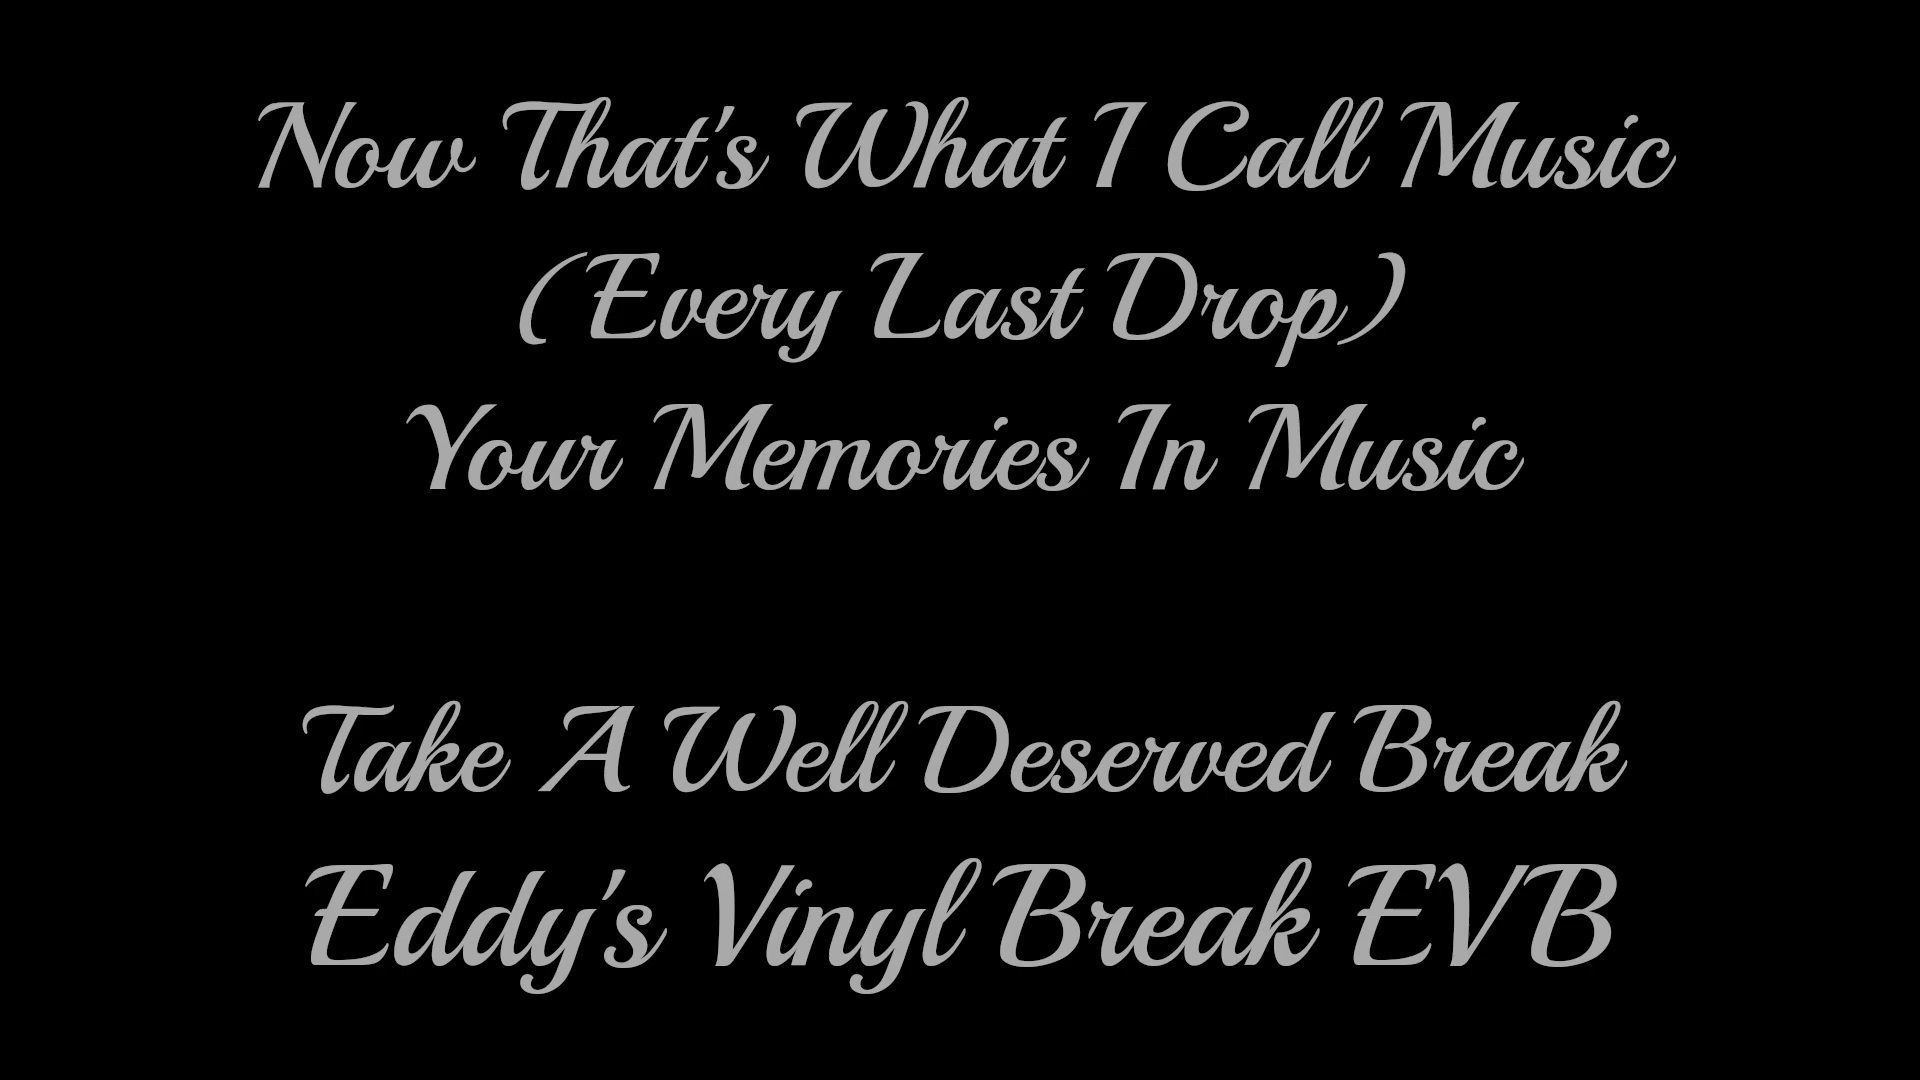 Now That's What I Call Music
(Every Last Drop)
Your Memories In Music
Take A Well Deserved Break
Eddy's Vinyl Break EVB